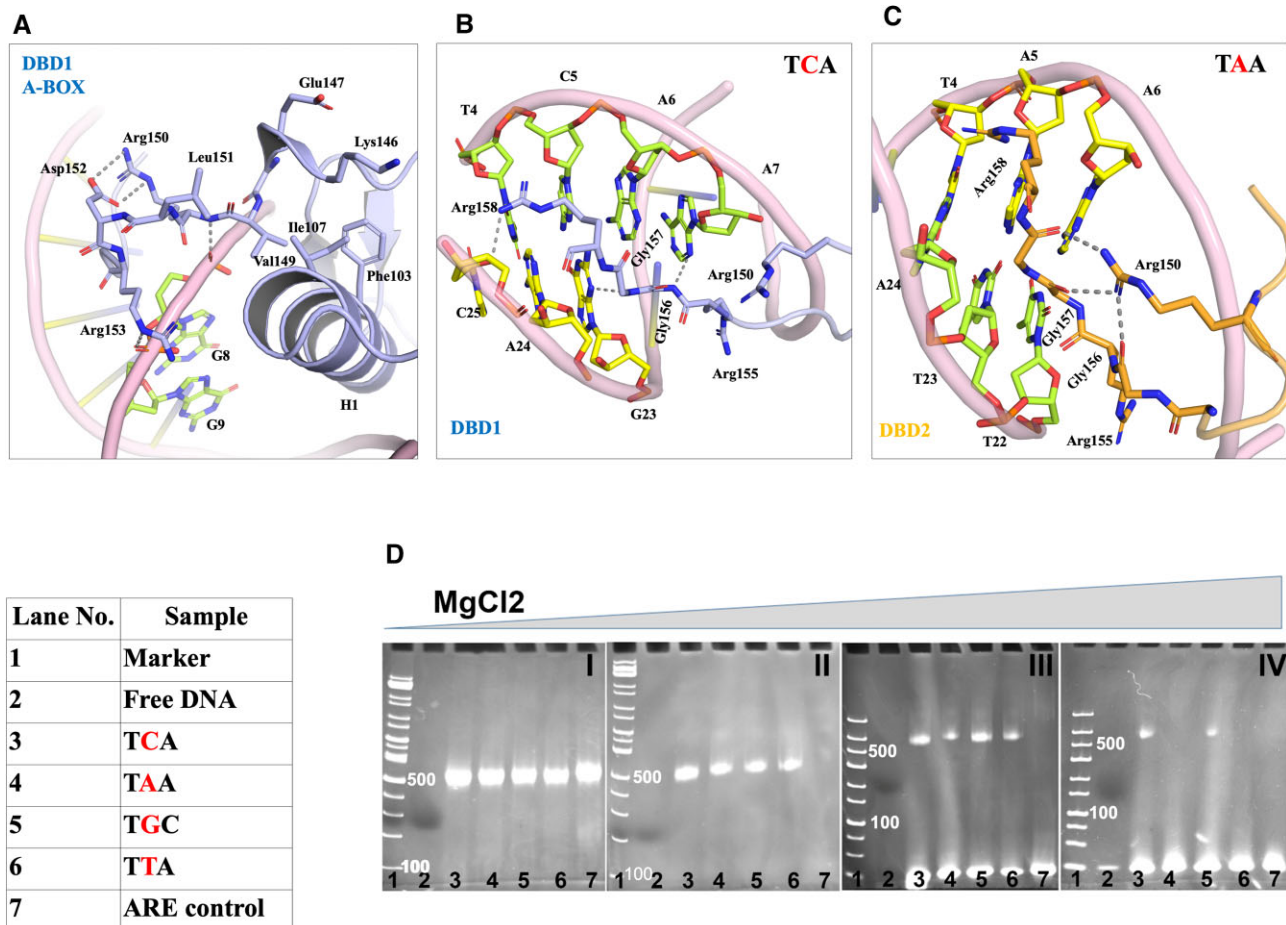 A
DBD1
A-BOX
Glu147
Arg150
Lys146
Asp152
Leu151
Ile107
Val149
Phe103
Arg153
G8
H1
G9
B
TCA
C5
T4
A6
A7
Arg158
Gly157
Arg150
C25
Gly156
A24
Arg155
DBD1
G23
C
TAA
A5
T4
A6
Arg158
Arg150
A24
Gly157
T23
Gly156
DBD2
Arg155
T22
Lane No. Sample
1 Marker
2 Free DNA
3 TCA
4 TAA
5 TGC
6 TTA
7 ARE control
D
MgCl2
I
500
100
1 2 3 4 5 6 7
II
500
100
1 2 3 4 5 6 7
III
500
100
1 2 3 4 5 6 7
IV
500
100
1 2 3 4 5 6 7